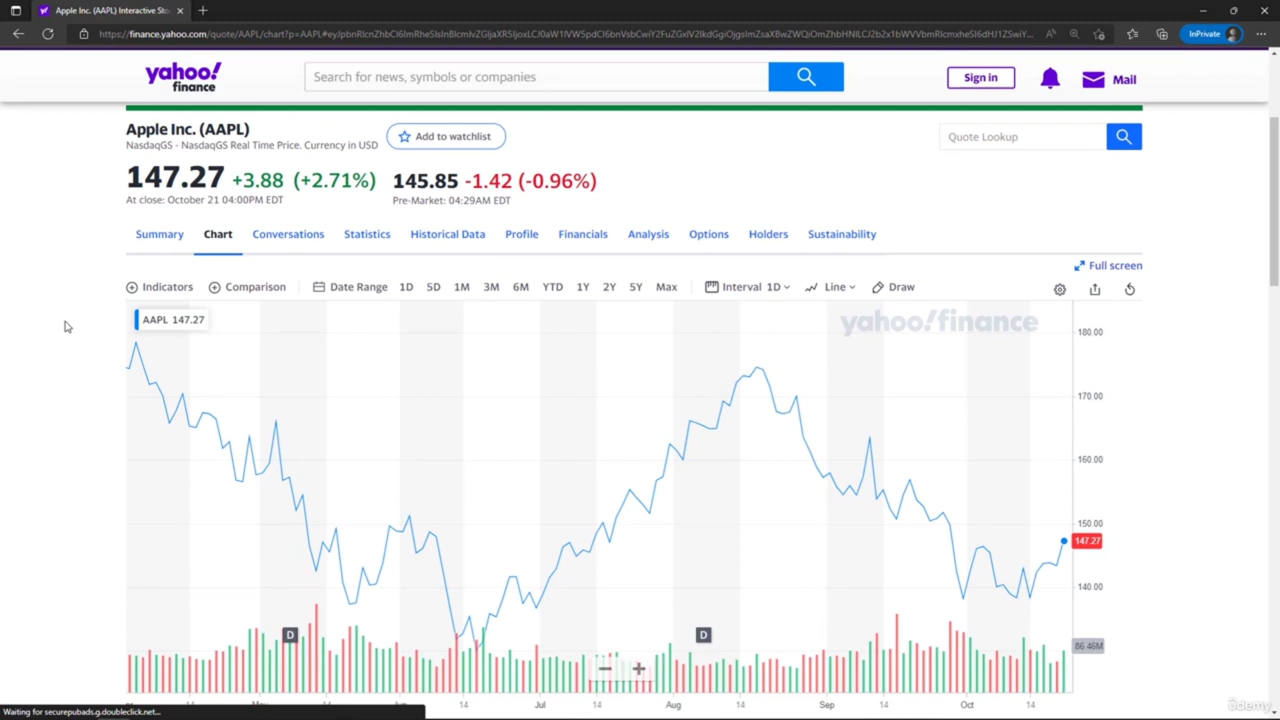 Apple Inc. (AAPL) Interactive Sto
https://finance.yahoo.com/quote/AAPL/chart?p=AAPL
InPrivate
yahoo!
finance
Search for news, symbols or companies
Sign in
Mail
Apple Inc. (AAPL)
Add to watchlist
Quote Lookup
NasdaqGS - NasdaqGS Real Time Price. Currency in USD
147.27 +3.88 (+2.71%) 145.85 -1.42 (-0.96%)
At close: October 21 04:00PM EDT Pre-Market: 04:29AM EDT
Summary Chart Conversations Statistics Historical Data Profile Financials Analysis Options Holders Sustainability
Full screen
Indicators Comparison Date Range 1D 5D 1M 3M 6M YTD 1Y 2Y 5Y Max Interval 1D Line Draw
AAPL 147.27
yahoo!finance
180.00
170.00
160.00
150.00
147.27
140.00
D D
86.46M
14 14 Jul 14 Aug 14 Sep 14 Oct 14
Waiting for securepubads.g.doubleclick.net...
ûdemy